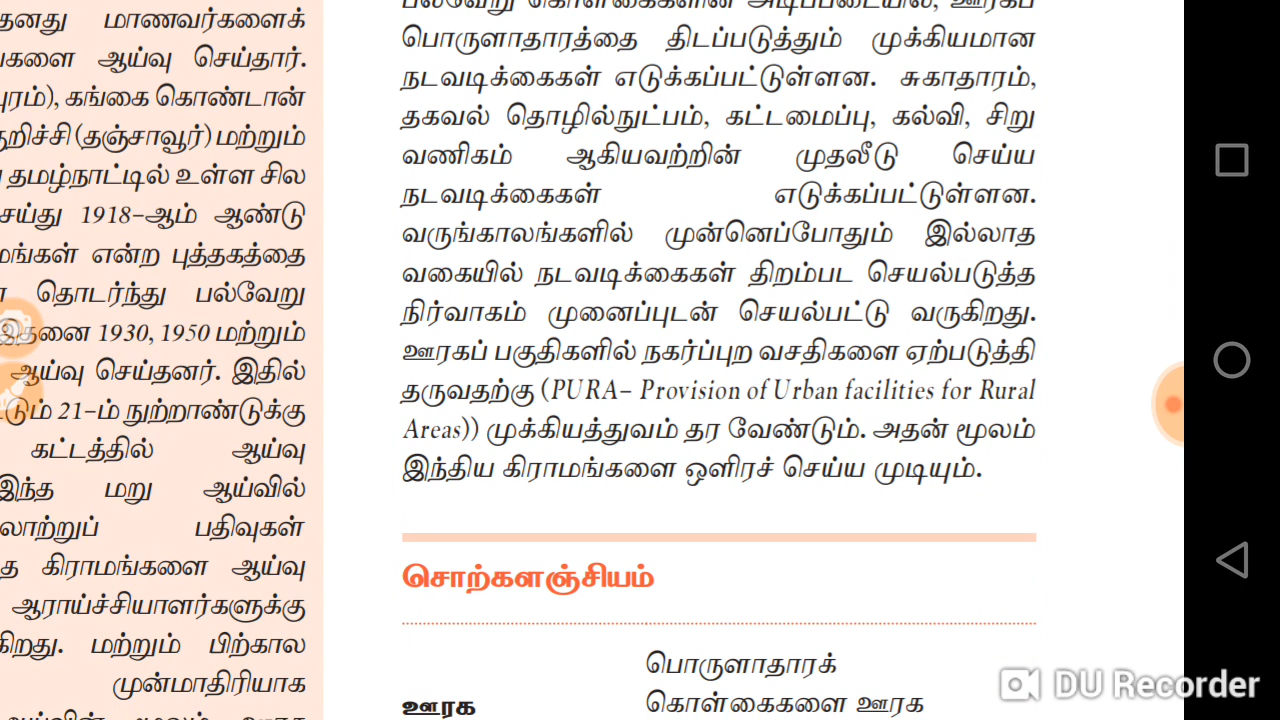 தனது மாணவர்களைக்
ஆய்வு செய்தார்.
கங்கை கொண்டான்
(தஞ்சாவூர்) மற்றும்
தமிழ்நாட்டில் உள்ள சில
1918-ஆம் ஆண்டு
என்ற புத்தகத்தை
தொடர்ந்து பல்வேறு
இதனை 1930, 1950 மற்றும்
ஆய்வு செய்தனர். இதில்
21-ம் நுற்றாண்டுக்கு
கட்டத்தில் ஆய்வு
இந்த மறு ஆய்வில்
பதிவுகள்
கிராமங்களை ஆய்வு
ஆராய்ச்சியாளர்களுக்கு
மற்றும் பிற்கால
முன்மாதிரியாக
பல்வேறு கொள்கைகளின் அடிப்படையில், ஊரகப்
பொருளாதாரத்தை திடப்படுத்தும் முக்கியமான
நடவடிக்கைகள் எடுக்கப்பட்டுள்ளன. சுகாதாரம்,
தகவல் தொழில்நுட்பம், கட்டமைப்பு, கல்வி, சிறு
வணிகம் ஆகியவற்றின் முதலீடு செய்ய
நடவடிக்கைகள் எடுக்கப்பட்டுள்ளன.
வருங்காலங்களில் முன்னெப்போதும் இல்லாத
வகையில் நடவடிக்கைகள் திறம்பட செயல்படுத்த
நிர்வாகம் முனைப்புடன் செயல்பட்டு வருகிறது.
ஊரகப் பகுதிகளில் நகர்ப்புற வசதிகளை ஏற்படுத்தி
தருவதற்கு (PURA– Provision of Urban facilities for Rural
Areas)) முக்கியத்துவம் தர வேண்டும். அதன் மூலம்
இந்திய கிராமங்களை ஒளிரச் செய்ய முடியும்.
சொற்களஞ்சியம்
பொருளாதாரக்
ஊரக கொள்கைகளை ஊரக
DU Recorder